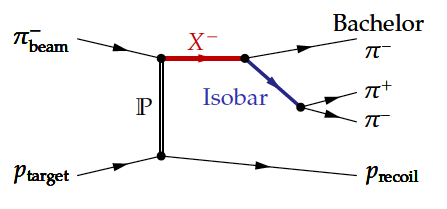 Bachelor
π⁻beam
X⁻
π⁻
ℙ
Isobar
π⁺
π⁻
ptarget
precoil